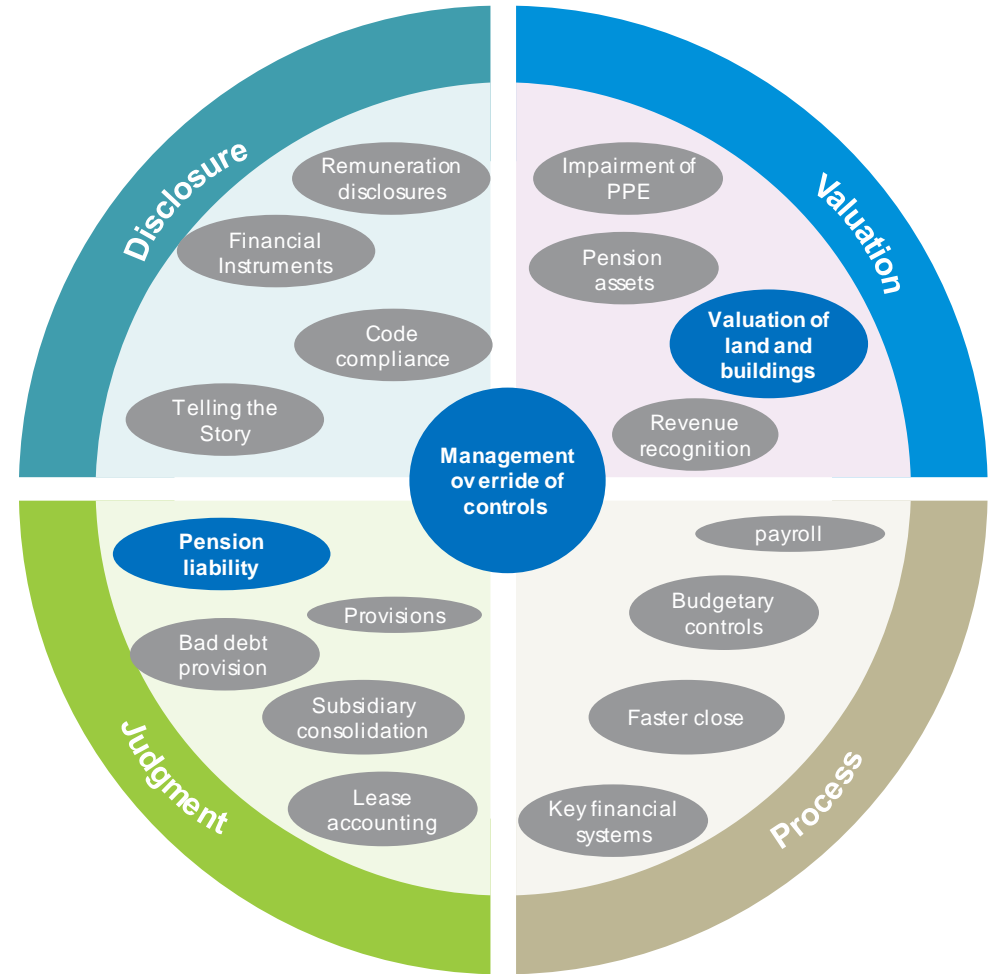 Disclosure
Remuneration
disclosures
Financial
Instruments
Code
compliance
Telling the
Story
Valuation
Impairment of
PPE
Pension
assets
Valuation of
land and
buildings
Revenue
recognition
Management
override of
controls
Judgment
Pension
liability
Provisions
Bad debt
provision
Subsidiary
consolidation
Lease
accounting
Process
payroll
Budgetary
controls
Faster close
Key financial
systems